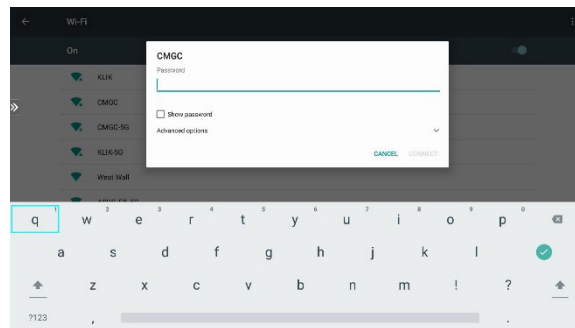 Wi-Fi
On
CMGC
Password
Show password
Advanced options
CANCEL CONNECT
KLIK
CMGC
CMGC-5G
KLIK-5G
West Wall
1 2 3 4 5 6 7 8 9 0
q w e r t y u i o p
a s d f g h j k l
z x c v b n m ! ?
?123 , .